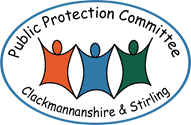 Public Protection Committee
Clackmannanshire & Stirling